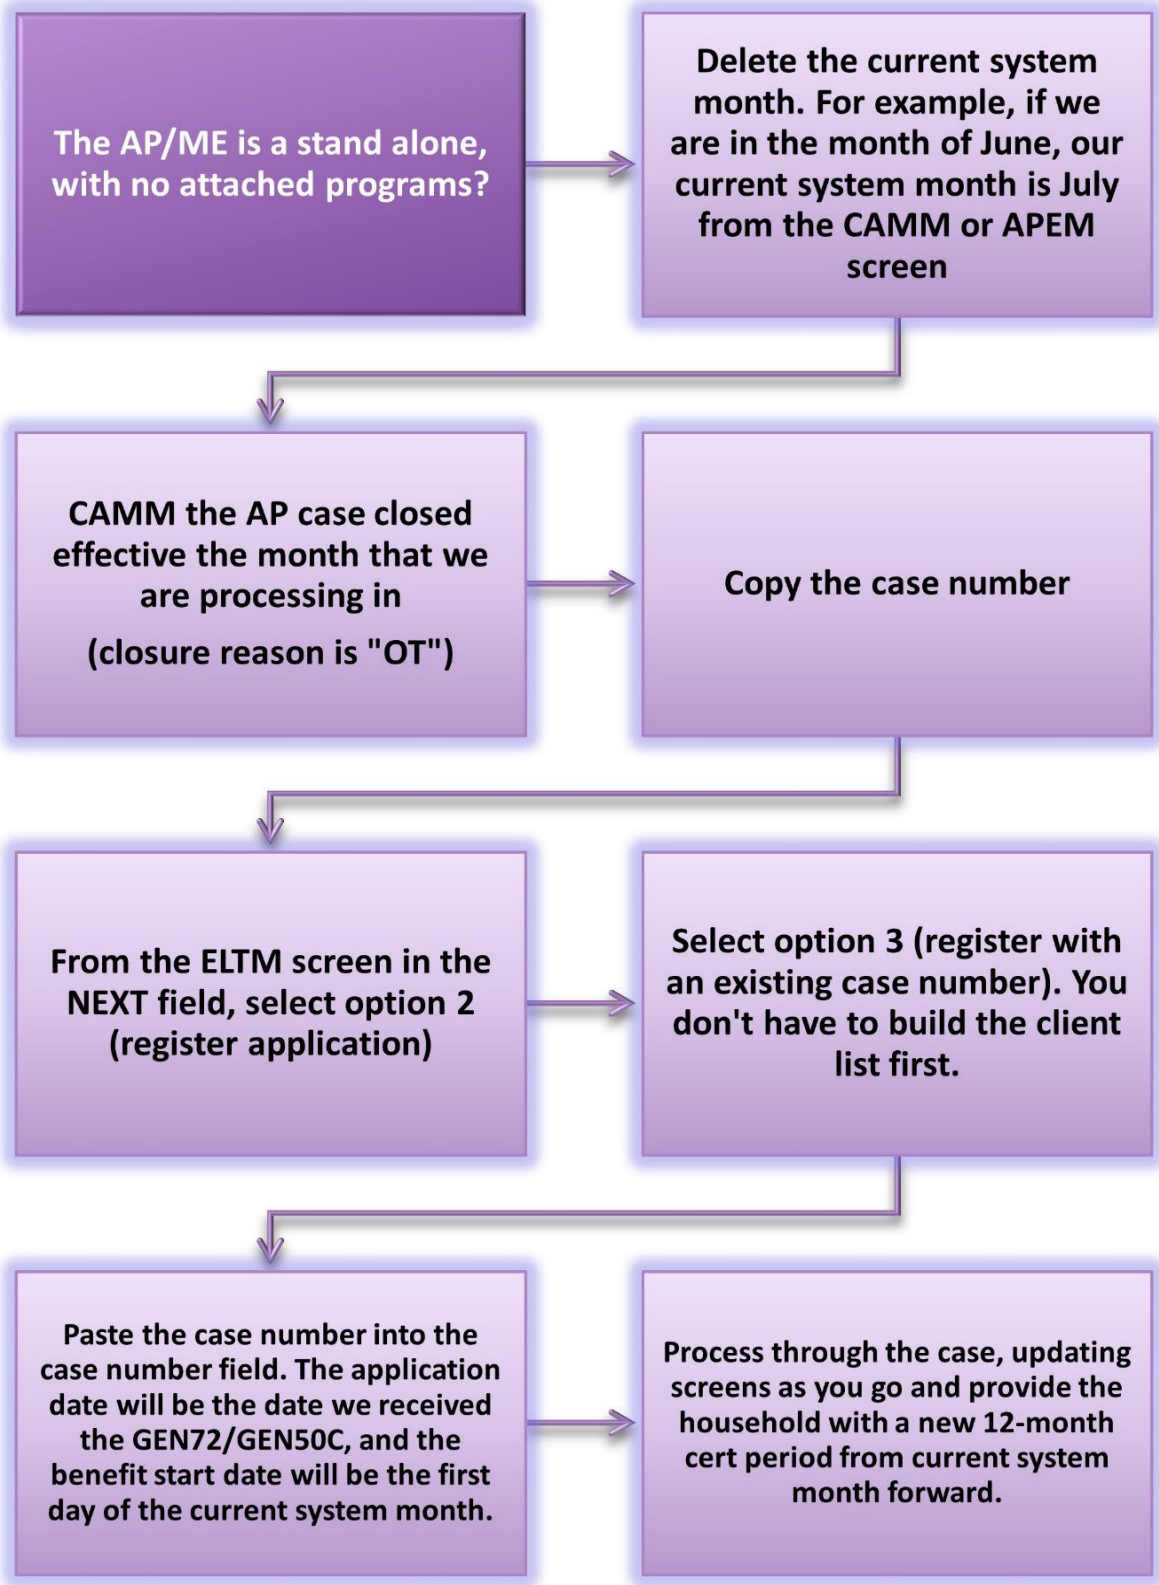 The AP/ME is a stand alone,
with no attached programs?
Delete the current system
month. For example, if we
are in the month of June, our
current system month is July
from the CAMM or APEM
screen
CAMM the AP case closed
effective the month that we
are processing in
(closure reason is "OT")
Copy the case number
From the ELTM screen in the
NEXT field, select option 2
(register application)
Select option 3 (register with
an existing case number). You
don't have to build the client
list first.
Paste the case number into the
case number field. The application
date will be the date we received
the GEN72/GEN50C, and the
benefit start date will be the first
day of the current system month.
Process through the case, updating
screens as you go and provide the
household with a new 12-month
cert period from current system
month forward.